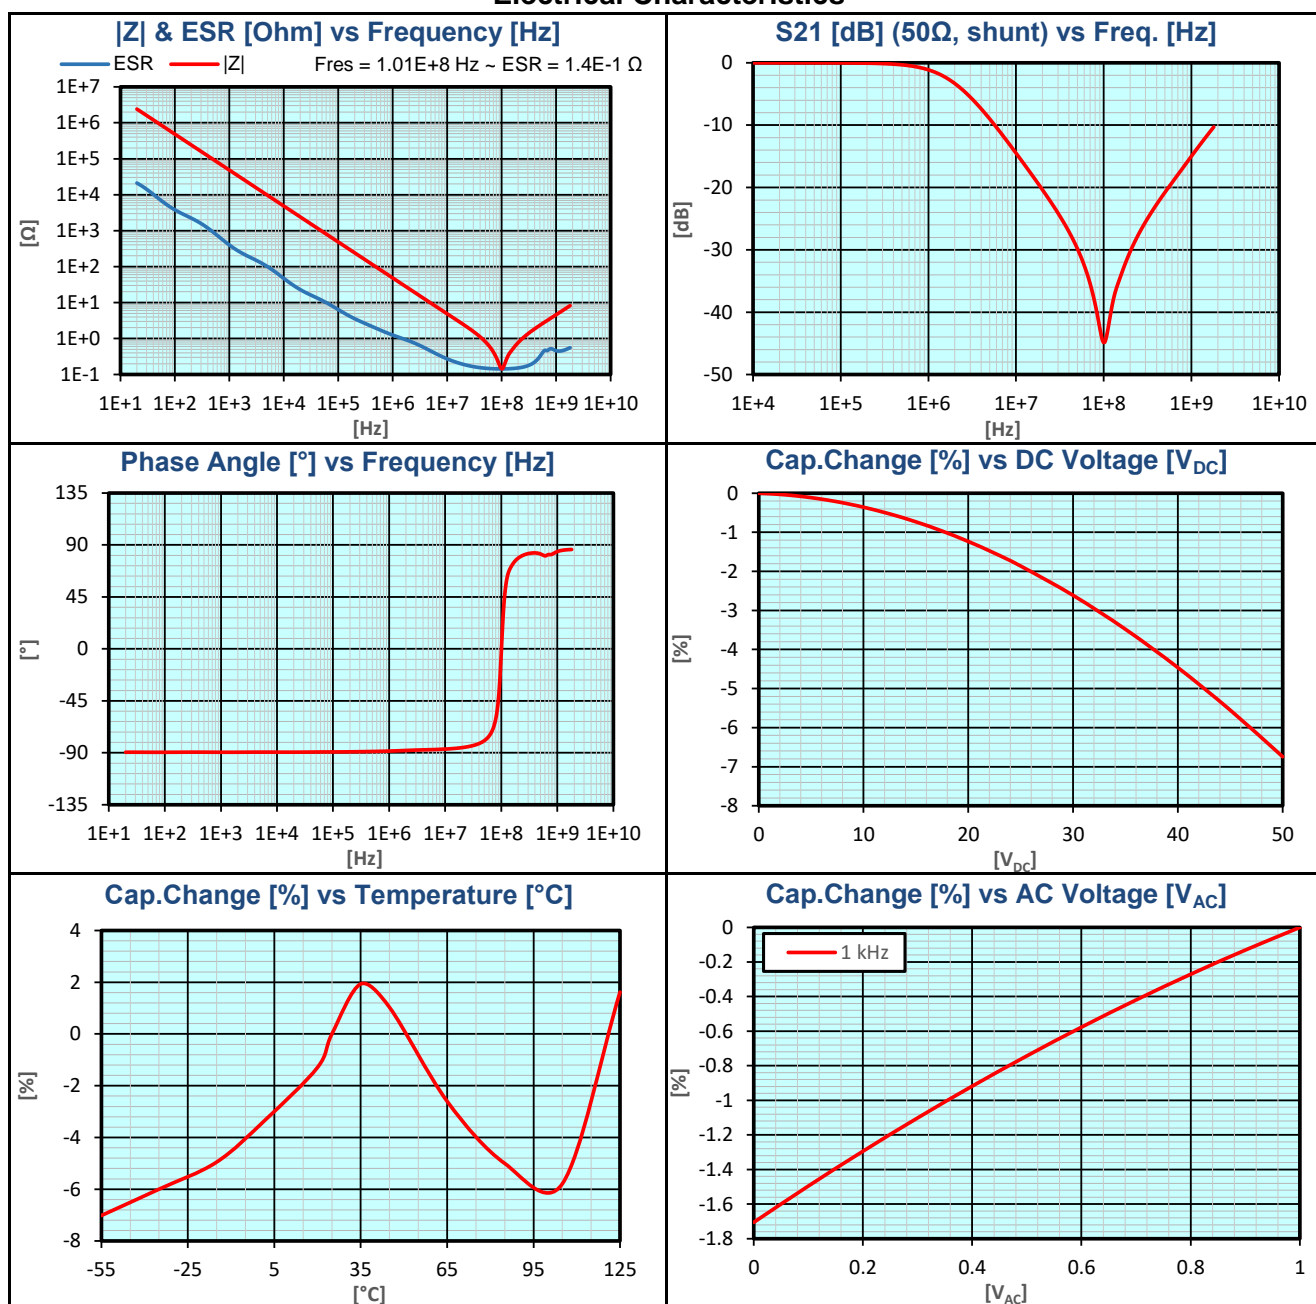 Electrical Characteristics
|Z| & ESR [Ohm] vs Frequency [Hz]
ESR |Z| Fres = 1.01E+8 Hz ~ ESR = 1.4E-1 Ω
1E+7
1E+6
1E+5
1E+4
1E+3
1E+2
1E+1
1E+0
1E-1
[Ω]
1E+1 1E+2 1E+3 1E+4 1E+5 1E+6 1E+7 1E+8 1E+9 1E+10
[Hz]
S21 [dB] (50Ω, shunt) vs Freq. [Hz]
0
-10
-20
-30
-40
-50
[dB]
1E+4 1E+5 1E+6 1E+7 1E+8 1E+9 1E+10
[Hz]
Phase Angle [°] vs Frequency [Hz]
135
90
45
0
-45
-90
-135
[°]
1E+1 1E+2 1E+3 1E+4 1E+5 1E+6 1E+7 1E+8 1E+9 1E+10
[Hz]
Cap.Change [%] vs DC Voltage [VDC]
0
-1
-2
-3
-4
-5
-6
-7
-8
[%]
0 10 20 30 40 50
[VDC]
Cap.Change [%] vs Temperature [°C]
4
2
0
-2
-4
-6
-8
[%]
-55 -25 5 35 65 95 125
[°C]
Cap.Change [%] vs AC Voltage [VAC]
1 kHz
0
-0.2
-0.4
-0.6
-0.8
-1
-1.2
-1.4
-1.6
-1.8
[%]
0 0.2 0.4 0.6 0.8 1
[VAC]